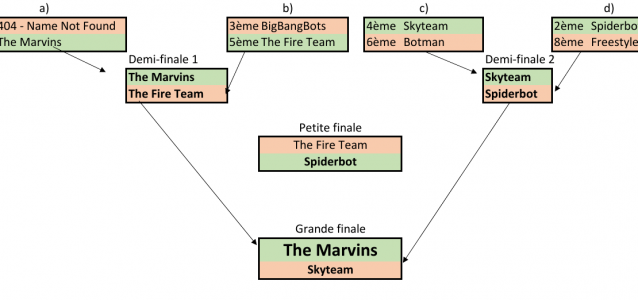 a)
b)
c)
d)
404 - Name Not Found
The Marvins
3ème BigBangBots
5ème The Fire Team
4ème Skyteam
6ème Botman
2ème
8ème
Demi-finale 1
The Marvins
The Fire Team
Demi-finale 2
Skyteam
Spiderbot
Petite finale
The Fire Team
Spiderbot
Grande finale
The Marvins
Skyteam